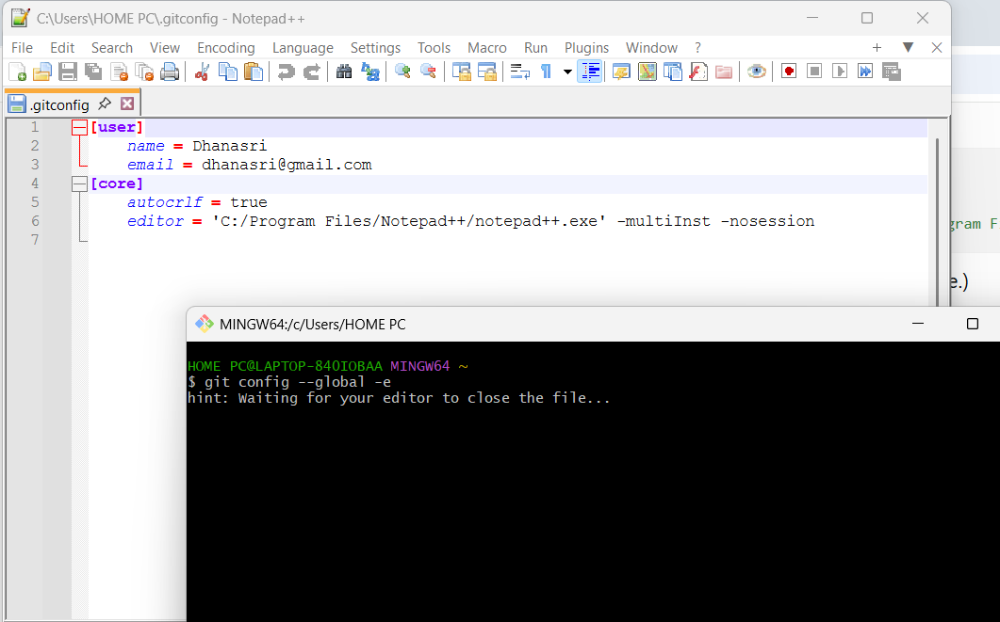 C:\Users\HOME PC\.gitconfig - Notepad++
File Edit Search View Encoding Language Settings Tools Macro Run Plugins Window ?
.gitconfig
1 [user]
2 name = Dhanasri
3 email = dhanasri@gmail.com
4 [core]
5 autocrlf = true
6 editor = 'C:/Program Files/Notepad++/notepad++.exe' -multiInst -nosession
7
gram F
e.)
MINGW64:/c/Users/HOME PC
HOME PC@LAPTOP-84OIOBAA MINGW64 ~
$ git config --global -e
hint: Waiting for your editor to close the file...